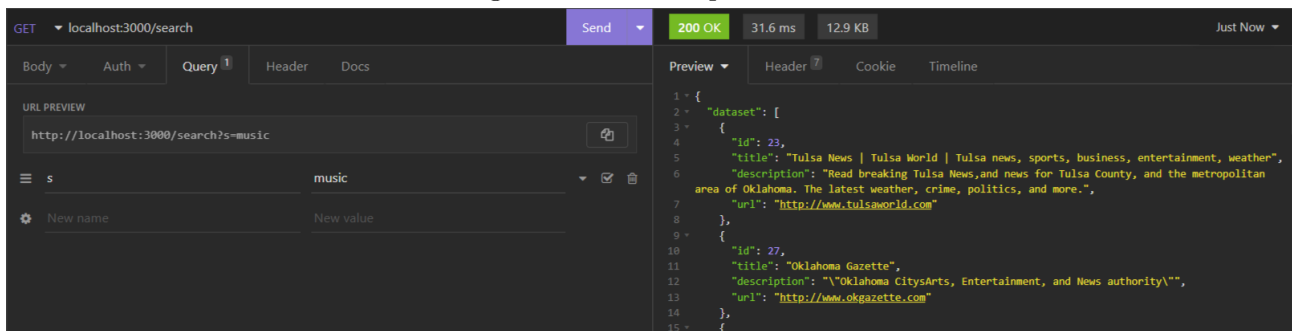 GET localhost:3000/search Send 200 OK 31.6 ms 12.9 KB Just Now
Body Auth Query 1 Header Docs
Preview Header 7 Cookie Timeline
URL PREVIEW
http://localhost:3000/search?s=music
s music
New name New value
1 {
2 "dataset": [
3 {
4 "id": 23,
5 "title": "Tulsa News | Tulsa World | Tulsa news, sports, business, entertainment, weather",
6 "description": "Read breaking Tulsa News,and news for Tulsa County, and the metropolitan
area of Oklahoma. The latest weather, crime, politics, and more.",
7 "url": "http://www.tulsaworld.com"
8 },
9 {
10 "id": 27,
11 "title": "Oklahoma Gazette",
12 "description": "\"Oklahoma CitysArts, Entertainment, and News authority\"",
13 "url": "http://www.okgazette.com"
14 },
15 {